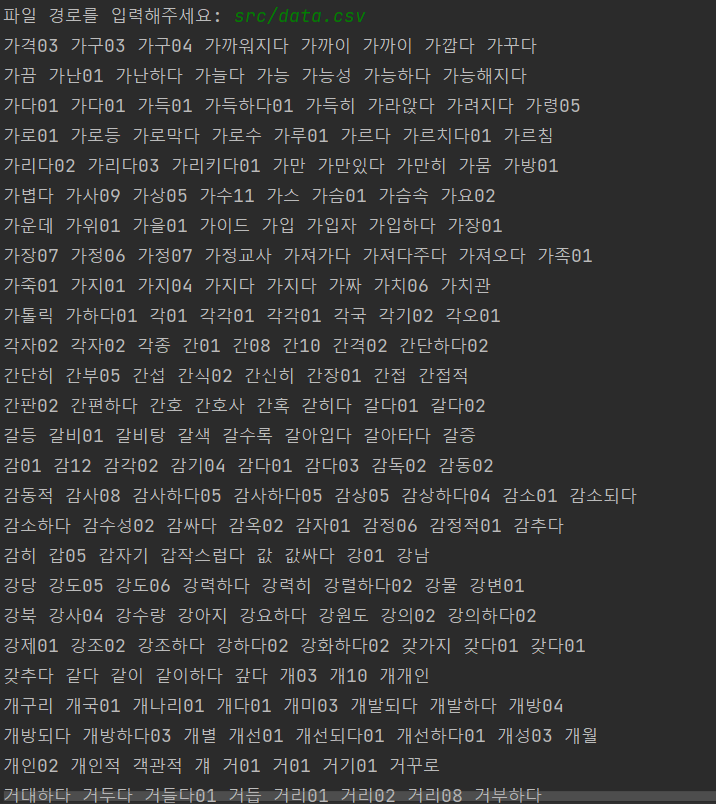 파일 경로를 입력해주세요: src/data.csv
가격03 가구03 가구04 가까워지다 가까이 가까이 가깝다 가꾸다
가끔 가난01 가난하다 가늘다 가능 가능성 가능하다 가능해지다
가다01 가다01 가득01 가득하다01 가득히 가라앉다 가려지다 가령05
가로01 가로등 가로막다 가로수 가루01 가르다 가르치다01 가르침
가리다02 가리다03 가리키다01 가만 가만있다 가만히 가뭄 가방01
가볍다 가사09 가상05 가수11 가스 가슴01 가슴속 가요02
가운데 가위01 가을01 가이드 가입 가입자 가입하다 가장01
가장07 가정06 가정07 가정교사 가져가다 가져다주다 가져오다 가족01
가죽01 가지01 가지04 가지다 가지다 가짜 가치06 가치관
가톨릭 가하다01 각01 각각01 각각01 각국 각기02 각오01
각자02 각자02 각종 간01 간08 간10 간격02 간단하다02
간단히 간부05 간섭 간식02 간신히 간장01 간접 간접적
간판02 간편하다 간호 간호사 간혹 갇히다 갈다01 갈다02
갈등 갈비01 갈비탕 갈색 갈수록 갈아입다 갈아타다 갈증
감01 감12 감각02 감기04 감다01 감다03 감독02 감동02
감동적 감사08 감사하다05 감사하다05 감상05 감상하다04 감소01 감소되다
감소하다 감수성02 감싸다 감옥02 감자01 감정06 감정적01 감추다
감히 갑05 갑자기 갑작스럽다 값 값싸다 강01 강남
강당 강도05 강도06 강력하다 강력히 강렬하다02 강물 강변01
강북 강사04 강수량 강아지 강요하다 강원도 강의02 강의하다02
강제01 강조02 강조하다 강하다02 강화하다02 갖가지 갖다01 갖다01
갖추다 같다 같이 같이하다 갚다 개03 개10 개개인
개구리 개국01 개나리01 개다01 개미03 개발되다 개발하다 개방04
개방되다 개방하다03 개별 개선01 개선되다01 개선하다01 개성03 개월
개인02 개인적 객관적 걔 거01 거01 거기01 거꾸로
거대하다 거두다 거들다01 거듭 거리01 거리02 거리08 거부하다